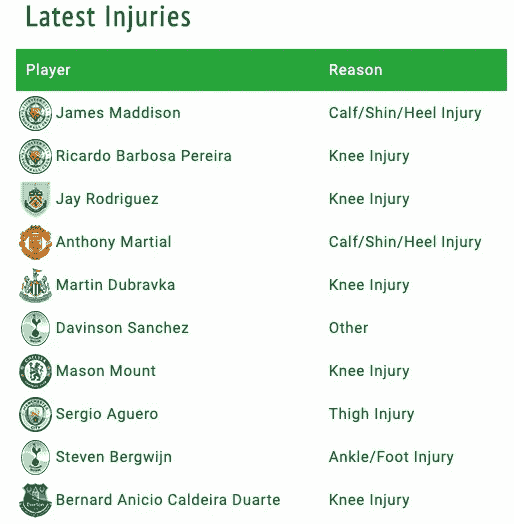 Latest Injuries
Player Reason
James Maddison Calf/Shin/Heel Injury
Ricardo Barbosa Pereira Knee Injury
Jay Rodriguez Knee Injury
Anthony Martial Calf/Shin/Heel Injury
Martin Dubravka Knee Injury
Davinson Sanchez Other
Mason Mount Knee Injury
Sergio Aguero Thigh Injury
Steven Bergwijn Ankle/Foot Injury
Bernard Anicio Caldeira Duarte Knee Injury